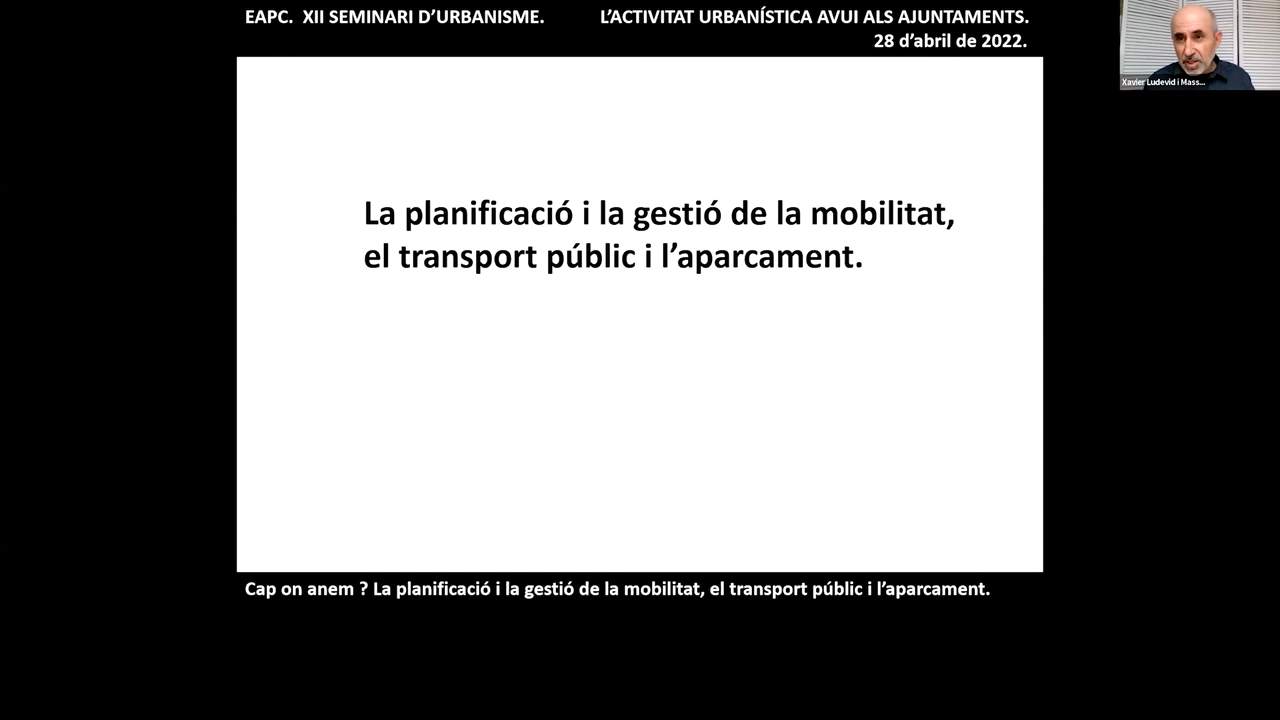 EAPC. XII SEMINARI D’URBANISME. L’ACTIVITAT URBANÍSTICA AVUI ALS AJUNTAMENTS.
28 d’abril de 2022.
Xavier Ludevid i Mass...
La planificació i la gestió de la mobilitat,
el transport públic i l’aparcament.
Cap on anem ? La planificació i la gestió de la mobilitat, el transport públic i l’aparcament.